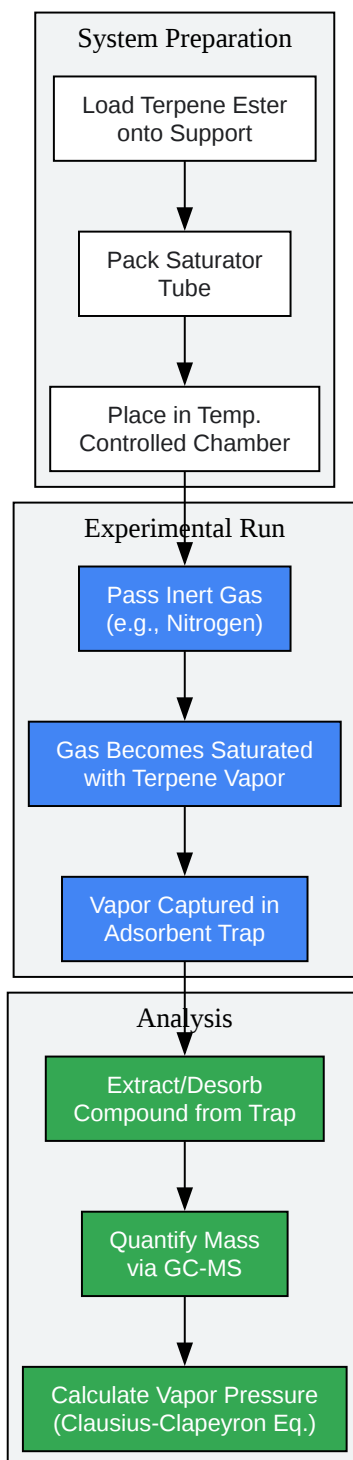 System Preparation
Load Terpene Ester
onto Support
Pack Saturator
Tube
Place in Temp.
Controlled Chamber
Experimental Run
Pass Inert Gas
(e.g., Nitrogen)
Gas Becomes Saturated
with Terpene Vapor
Vapor Captured in
Adsorbent Trap
Analysis
Extract/Desorb
Compound from Trap
Quantify Mass
via GC-MS
Calculate Vapor Pressure
(Clausius-Clapeyron Eq.)